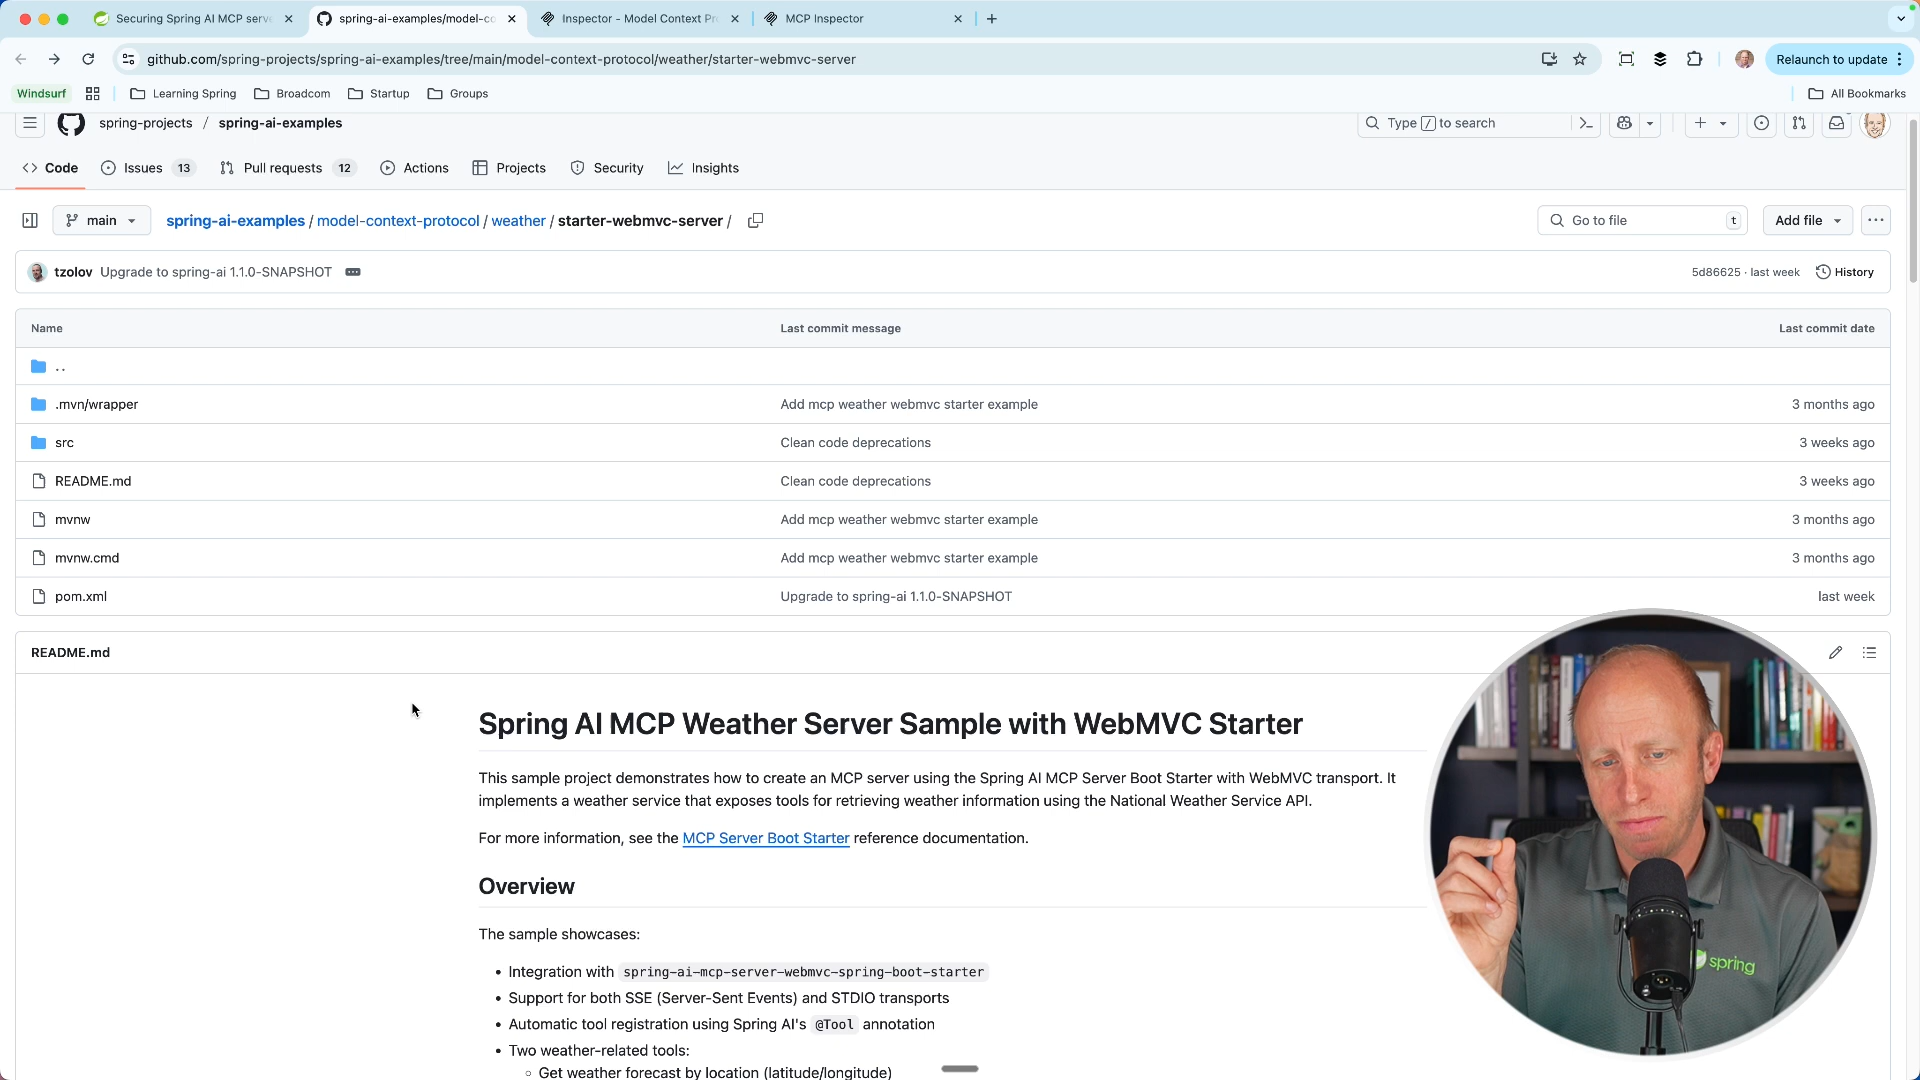 Securing Spring AI MCP serve
spring-ai-examples/model-co
Inspector - Model Context Pr
MCP Inspector
github.com/spring-projects/spring-ai-examples/tree/main/model-context-protocol/weather/starter-webmvc-server
Relaunch to update
Windsurf
Learning Spring
Broadcom
Startup
Groups
All Bookmarks
spring-projects / spring-ai-examples
Type / to search
Code
Issues 13
Pull requests 12
Actions
Projects
Security
Insights
main
spring-ai-examples / model-context-protocol / weather / starter-webmvc-server /
Go to file t
Add file
tzolov Upgrade to spring-ai 1.1.0-SNAPSHOT
5d86625 · last week
History
Name Last commit message Last commit date
..
.mvn/wrapper Add mcp weather webmvc starter example 3 months ago
src Clean code deprecations 3 weeks ago
README.md Clean code deprecations 3 weeks ago
mvnw Add mcp weather webmvc starter example 3 months ago
mvnw.cmd Add mcp weather webmvc starter example 3 months ago
pom.xml Upgrade to spring-ai 1.1.0-SNAPSHOT last week
README.md
Spring AI MCP Weather Server Sample with WebMVC Starter
This sample project demonstrates how to create an MCP server using the Spring AI MCP Server Boot Starter with WebMVC transport. It
implements a weather service that exposes tools for retrieving weather information using the National Weather Service API.
For more information, see the MCP Server Boot Starter reference documentation.
Overview
The sample showcases:
• Integration with spring-ai-mcp-server-webmvc-spring-boot-starter
• Support for both SSE (Server-Sent Events) and STDIO transports
• Automatic tool registration using Spring AI's @Tool annotation
• Two weather-related tools:
◦ Get weather forecast by location (latitude/longitude)
spring